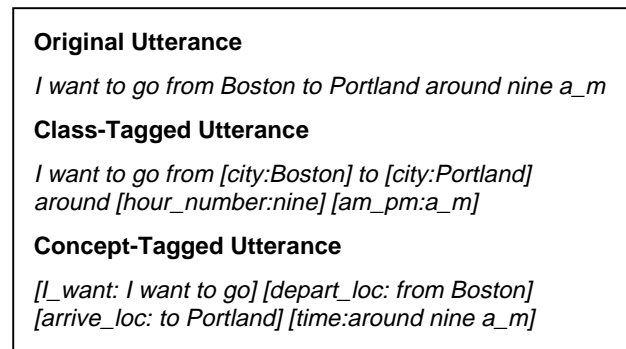 Original Utterance
I want to go from Boston to Portland around nine a_m
Class-Tagged Utterance
I want to go from [city:Boston] to [city:Portland]
around [hour_number:nine] [am_pm:a_m]
Concept-Tagged Utterance
[I_want: I want to go] [depart_loc: from Boston]
[arrive_loc: to Portland] [time:around nine a_m]